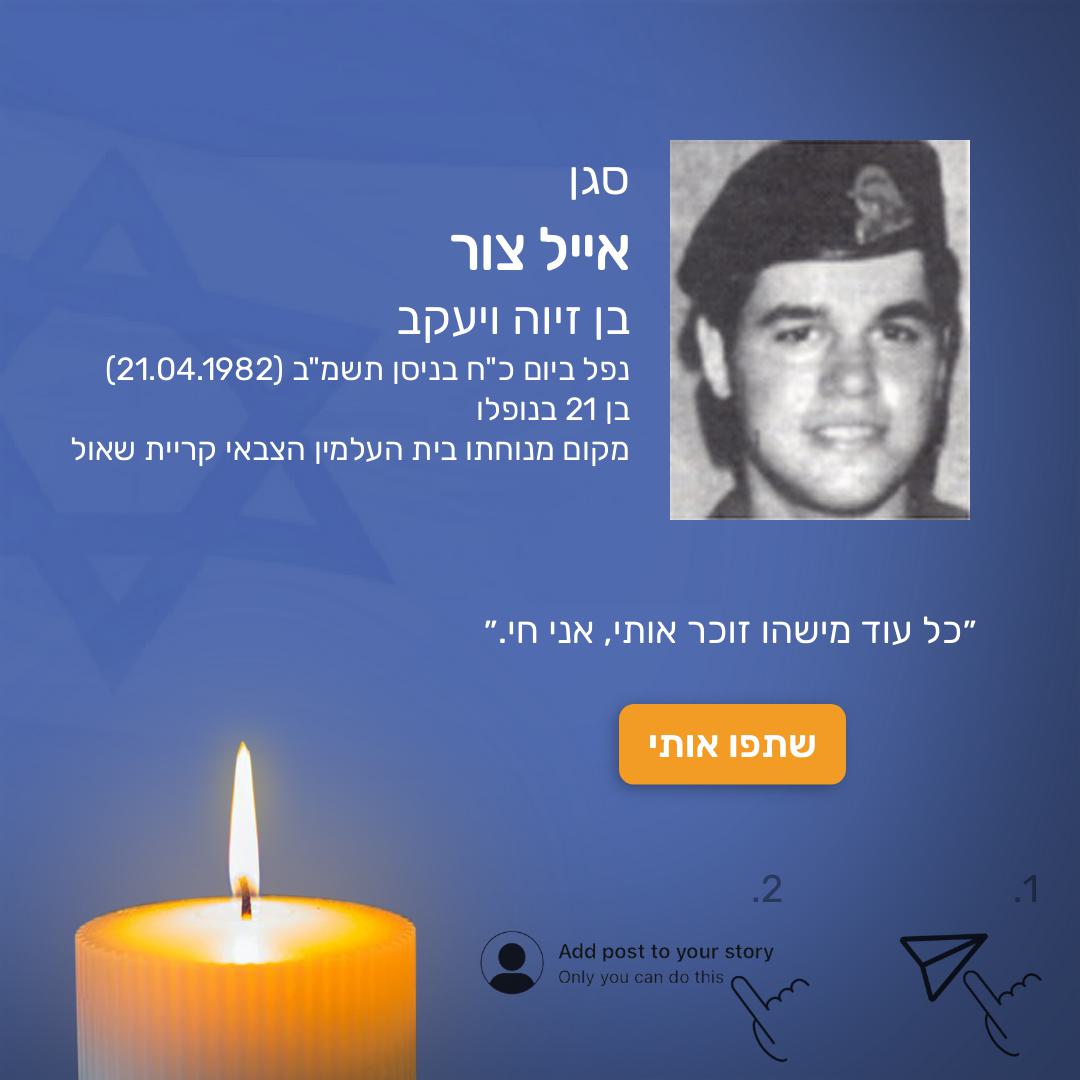 סגן
אייל צור
בן זיוה ויעקב
נפל ביום כ"ח בניסן תשמ"ב (21.04.1982)
בן 21 בנופלו
מקום מנוחתו בית העלמין הצבאי קריית שאול
״כל עוד מישהו זוכר אותי, אני חי.״
שתפו אותי
1.
2.
Add post to your story
Only you can do this